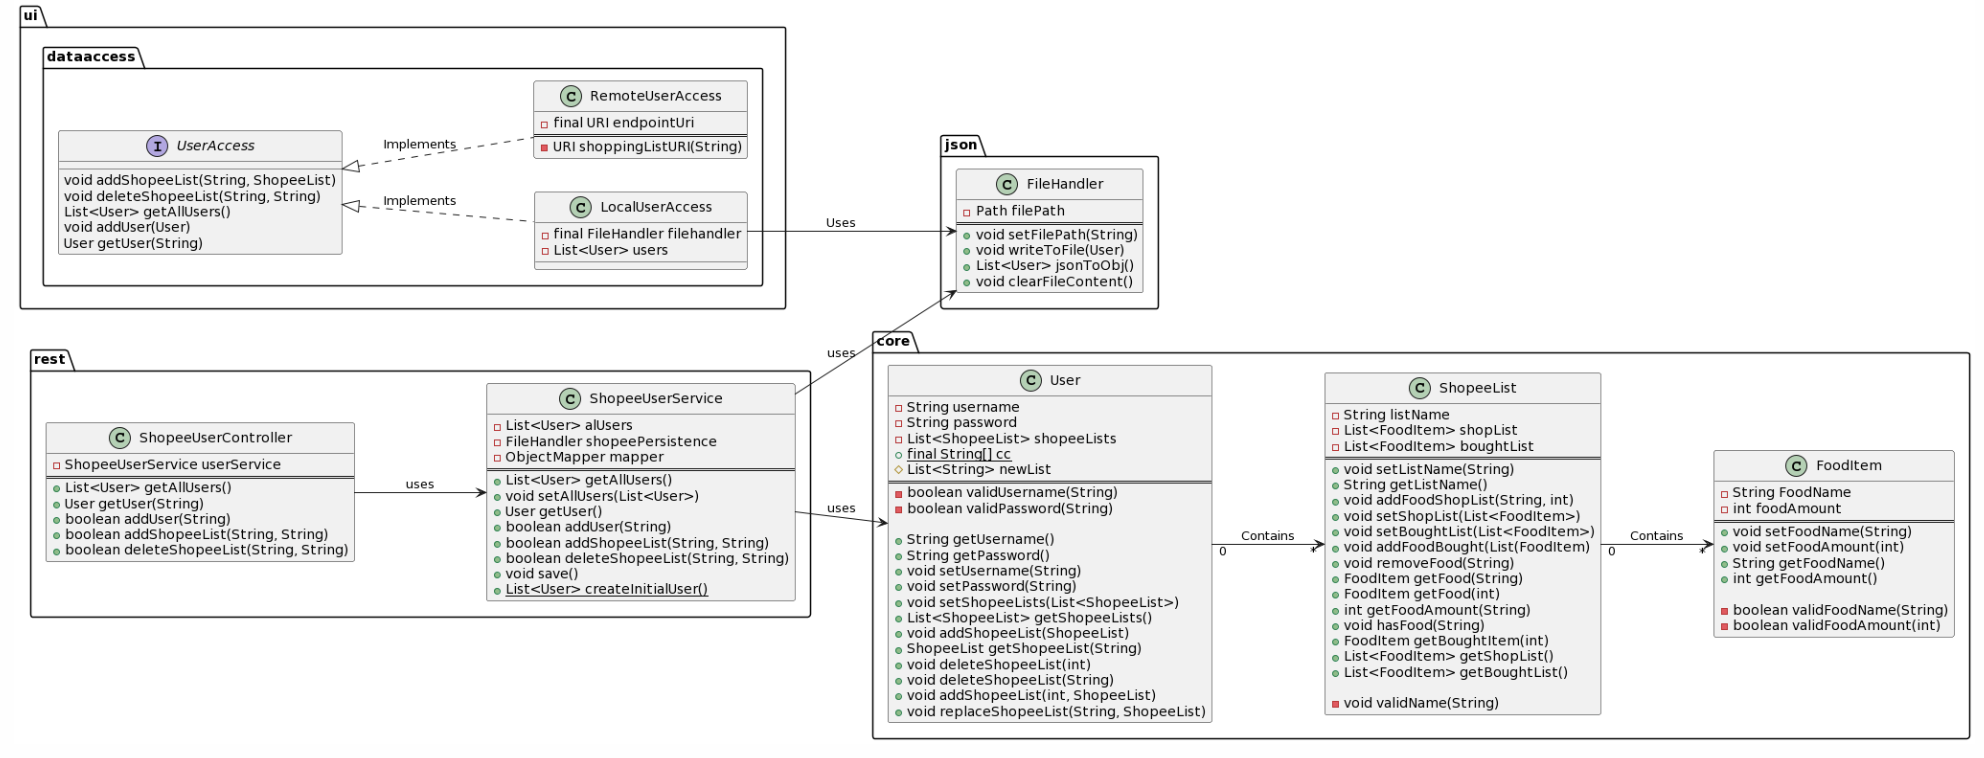 ui
dataaccess
C RemoteUserAccess
final URI endpointUri
URI shoppingListURI(String)
I UserAccess
void addShopeeList(String, ShopeeList)
void deleteShopeeList(String, String)
List<User> getAllUsers()
void addUser(User)
User getUser(String)
Implements
Implements
C LocalUserAccess
final FileHandler filehandler
List<User> users
Uses
json
C FileHandler
Path filePath
void setFilePath(String)
void writeToFile(User)
List<User> jsonToObj()
void clearFileContent()
rest
C ShopeeUserController
ShopeeUserService userService
List<User> getAllUsers()
User getUser(String)
boolean addUser(String)
boolean addShopeeList(String, String)
boolean deleteShopeeList(String, String)
uses
C ShopeeUserService
List<User> alUsers
FileHandler shopeePersistence
ObjectMapper mapper
List<User> getAllUsers()
void setAllUsers(List<User>)
User getUser()
boolean addUser(String)
boolean addShopeeList(String, String)
boolean deleteShopeeList(String, String)
void save()
List<User> createInitialUser()
uses
uses
core
C User
String username
String password
List<ShopeeList> shopeeLists
final String[] cc
List<String> newList
boolean validUsername(String)
boolean validPassword(String)
String getUsername()
String getPassword()
void setUsername(String)
void setPassword(String)
void setShopeeLists(List<ShopeeList>)
List<ShopeeList> getShopeeLists()
void addShopeeList(ShopeeList)
ShopeeList getShopeeList(String)
void deleteShopeeList(int)
void deleteShopeeList(String)
void addShopeeList(int, ShopeeList)
void replaceShopeeList(String, ShopeeList)
Contains
0 *
C ShopeeList
String listName
List<FoodItem> shopList
List<FoodItem> boughtList
void setListName(String)
String getListName()
void addFoodShopList(String, int)
void setShopList(List<FoodItem>)
void setBoughtList(List<FoodItem>)
void addFoodBought(List(FoodItem)
void removeFood(String)
FoodItem getFood(String)
FoodItem getFood(int)
int getFoodAmount(String)
void hasFood(String)
FoodItem getBoughtItem(int)
List<FoodItem> getShopList()
List<FoodItem> getBoughtList()
void validName(String)
Contains
0 *
C FoodItem
String FoodName
int foodAmount
void setFoodName(String)
void setFoodAmount(int)
String getFoodName()
int getFoodAmount()
boolean validFoodName(String)
boolean validFoodAmount(int)